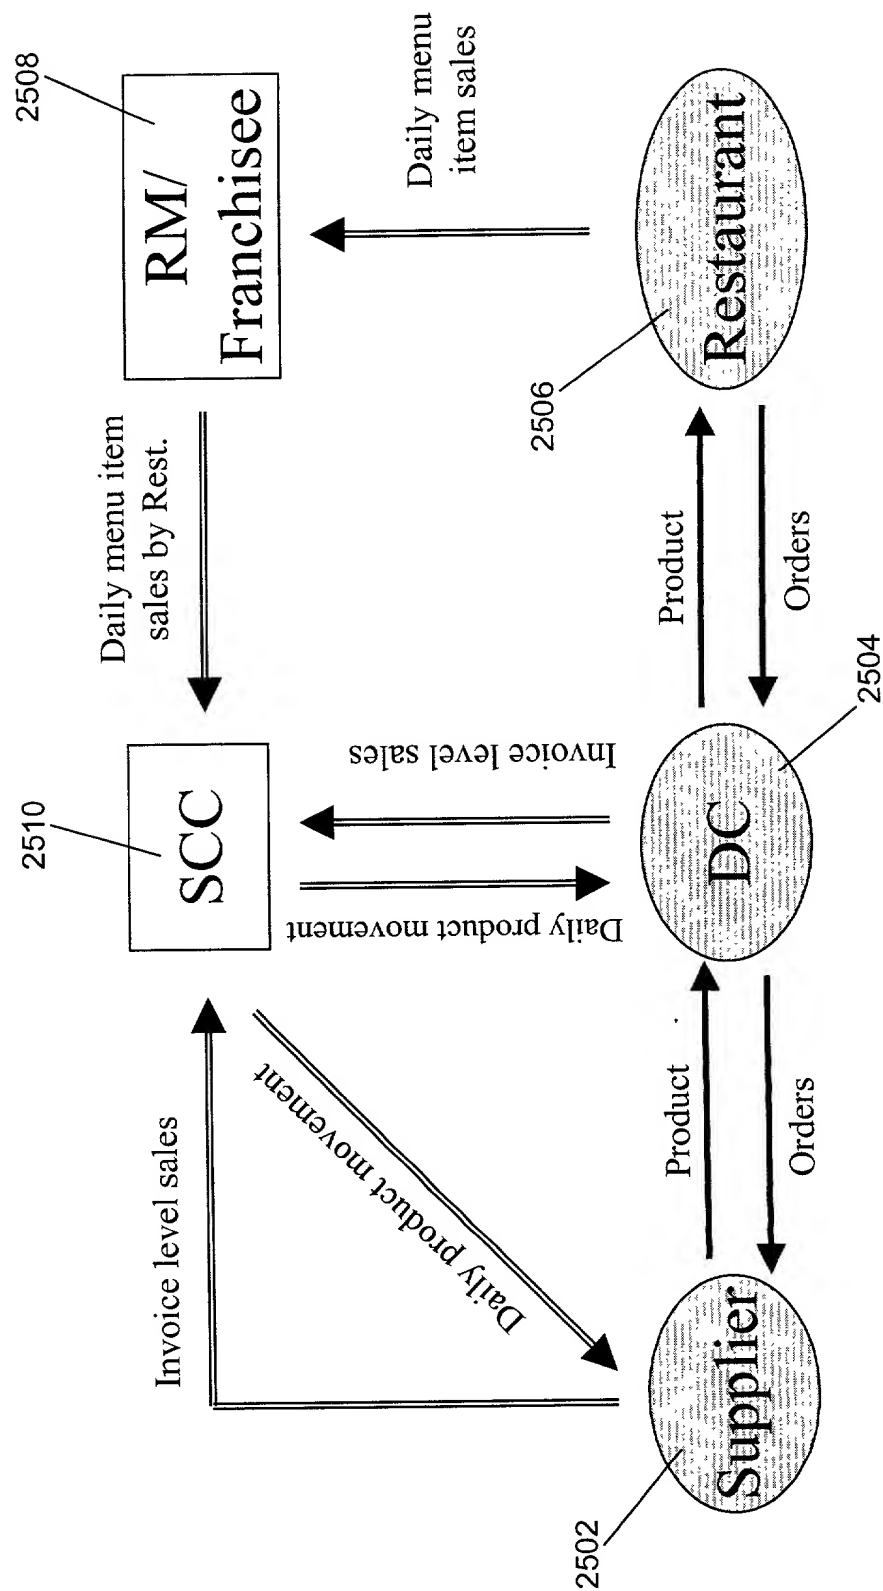 2510
2508
SCC
Daily menu item
sales by Rest.
RM/
Franchisee
Invoice level sales
Daily product movement
Daily product movement
Invoice level sales
Daily menu
item sales
2502
Supplier
Product
Orders
DC
2504
Product
Orders
2506
Restaurant